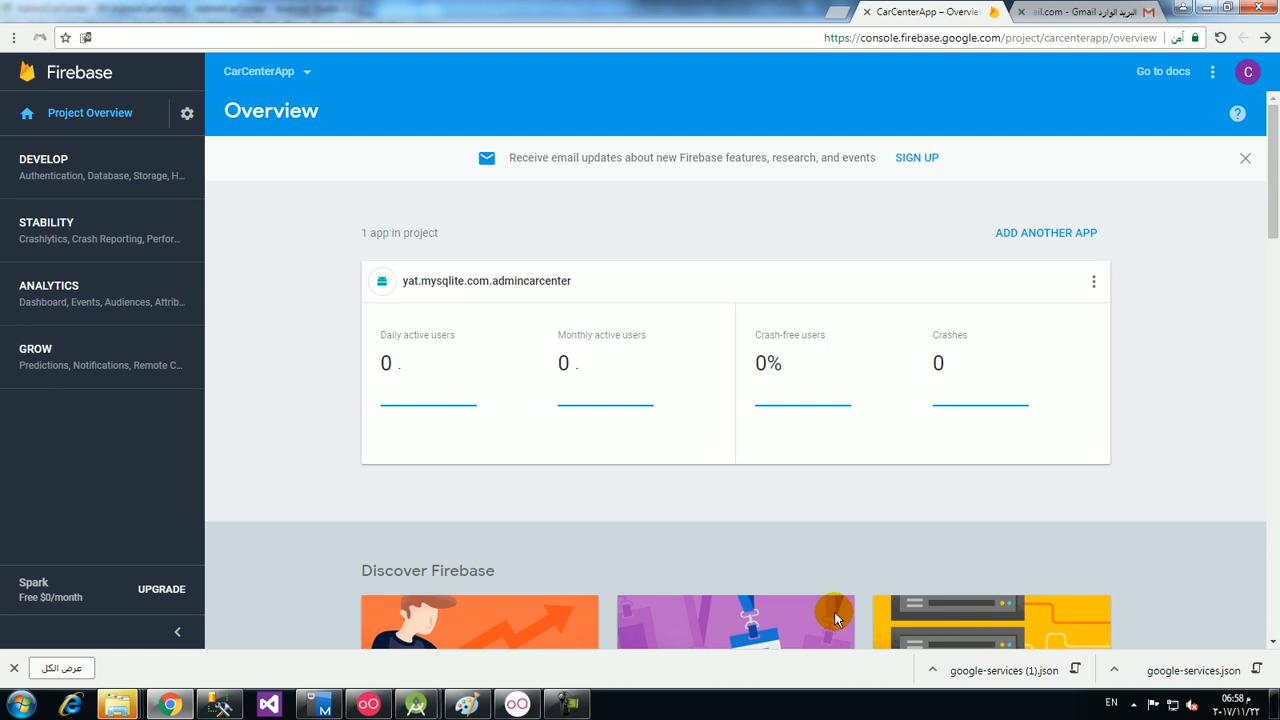 CarCenterApp – Overview
البريد الوارد
il.com - Gmail
https://console.firebase.google.com/project/carcenterapp/overview
آمن
Firebase
CarCenterApp
Go to docs
C
Project Overview
Overview
?
Receive email updates about new Firebase features, research, and events
SIGN UP
DEVELOP
Authentication, Database, Storage, H...
STABILITY
Crashlytics, Crash Reporting, Perfor...
ANALYTICS
Dashboard, Events, Audiences, Attrib...
GROW
Predictions, Notifications, Remote C...
1 app in project
ADD ANOTHER APP
yat.mysqlite.com.admincarcenter
Daily active users
0
Monthly active users
0
Crash-free users
0%
Crashes
0
Discover Firebase
Spark
Free $0/month
UPGRADE
عرض الكل
google-services (1).json
google-services.json
EN
06:58 م
٢٠١٧/١١/٢٢